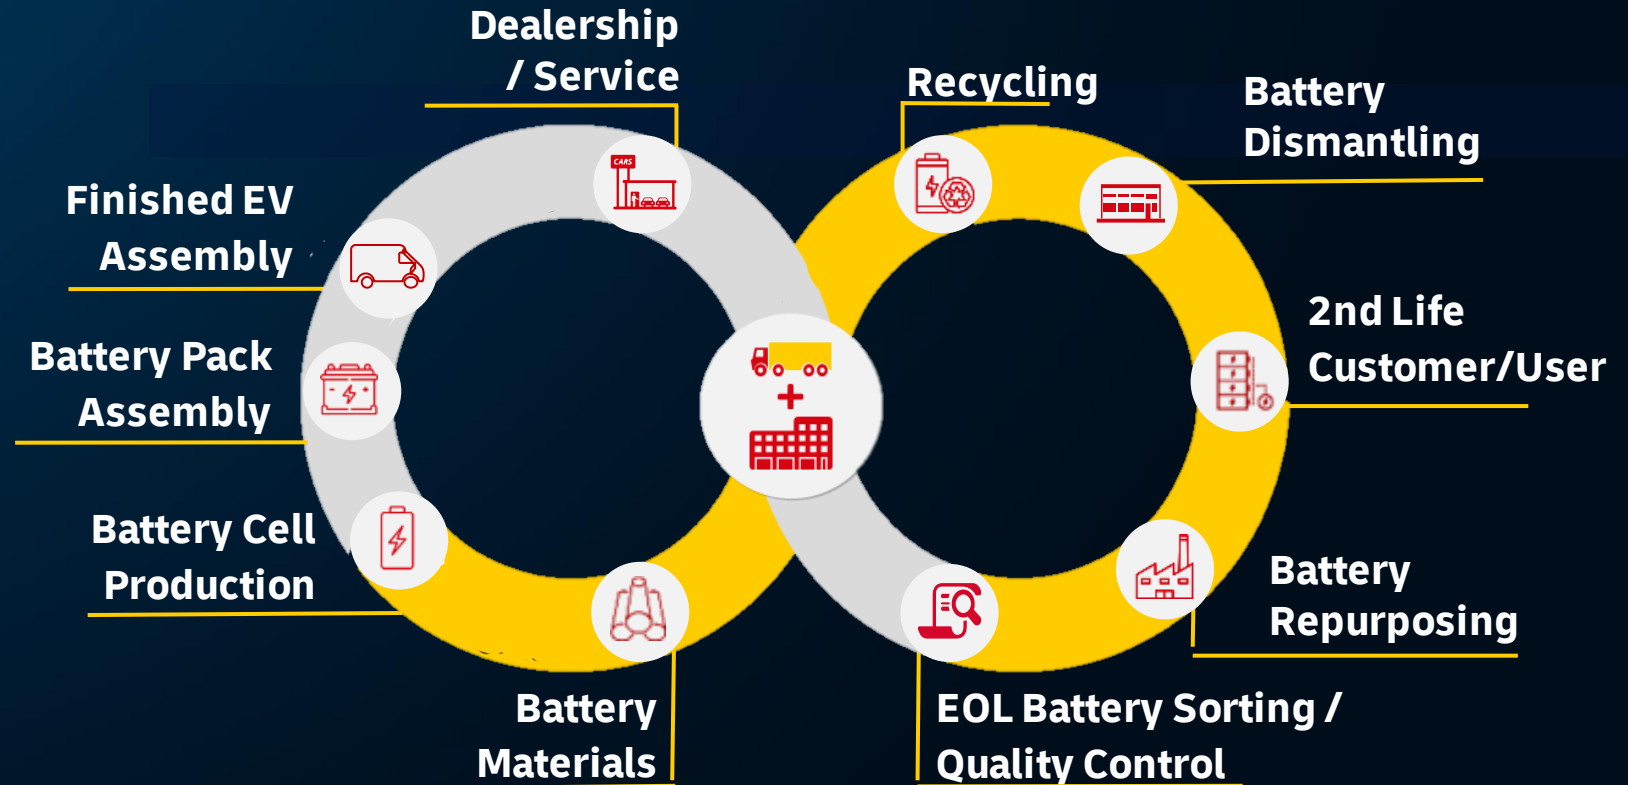 Dealership
/ Service
CARS
Recycling
Battery
Dismantling
Finished EV
Assembly
2nd Life
Customer/User
Battery Pack
Assembly
Battery Cell
Production
Battery
Repurposing
Battery
Materials
EOL Battery Sorting /
Quality Control